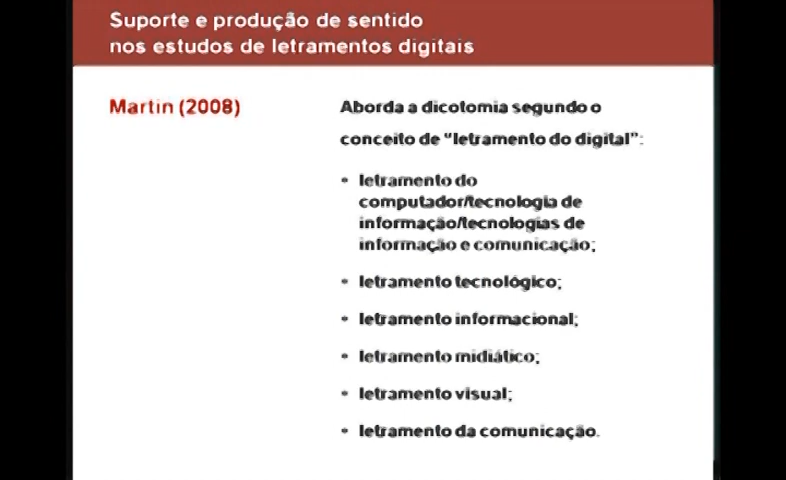 Suporte e produção de sentido
nos estudos de letramentos digitais
Martin (2008)
Aborda a dicotomia segundo o
conceito de "letramento do digital":
• letramento do
computador/tecnologia de
informação/tecnologias de
informação e comunicação;
• letramento tecnológico;
• letramento informacional;
• letramento midiático;
• letramento visual;
• letramento da comunicação.